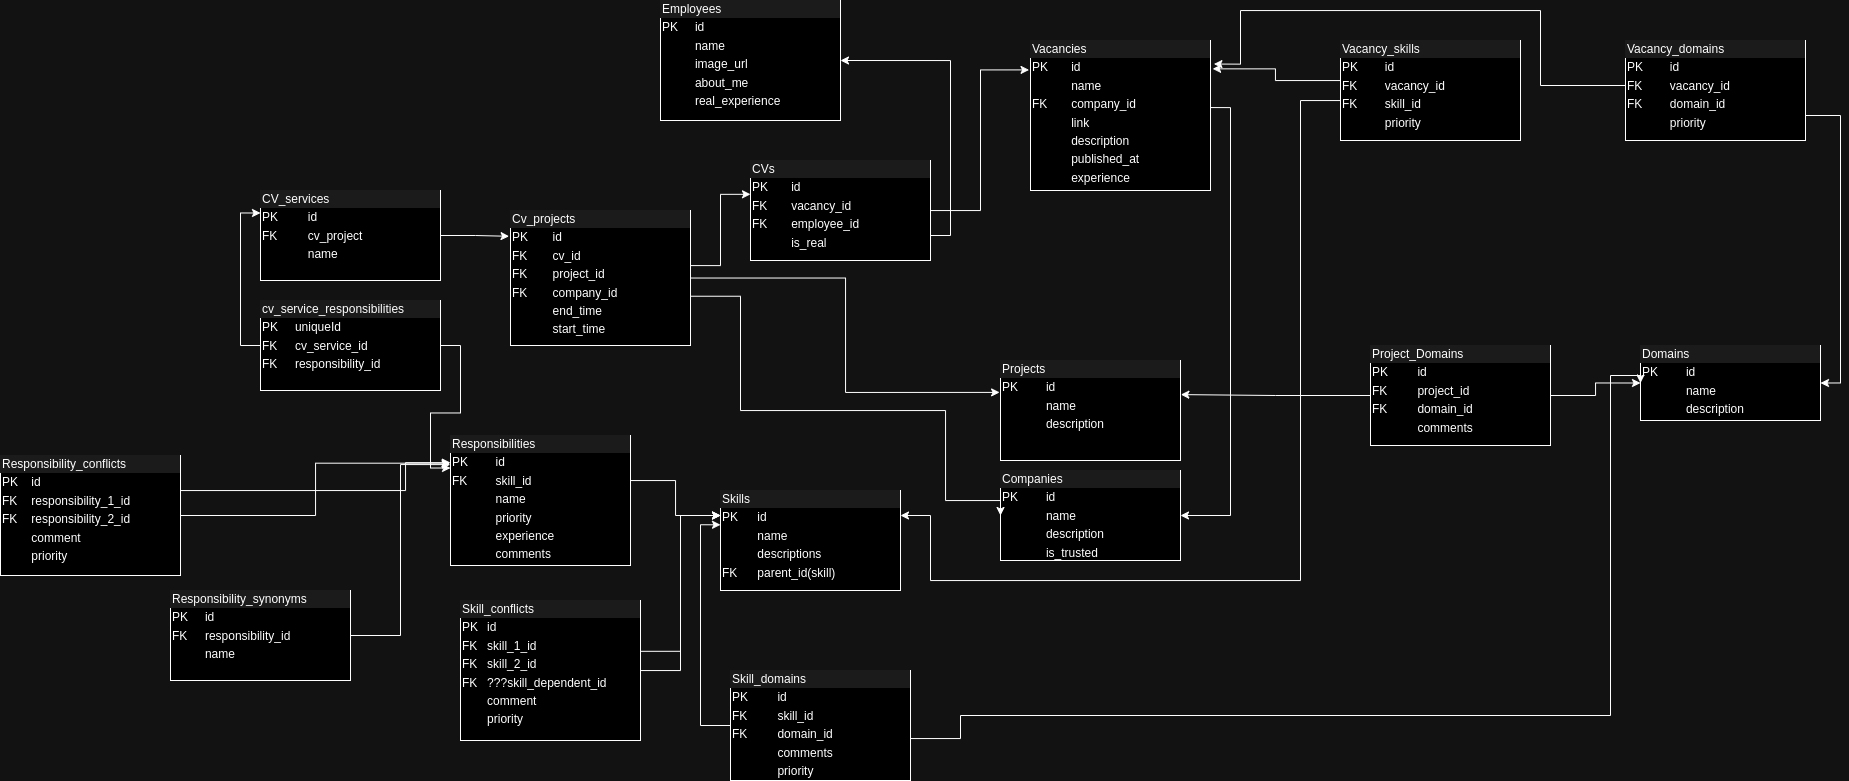 Employees
PK id
name
image_url
about_me
real_experience
Vacancies
PK id
name
FK company_id
link
description
published_at
experience
Vacancy_skills
PK id
FK vacancy_id
FK skill_id
priority
Vacancy_domains
PK id
FK vacancy_id
FK domain_id
priority
CVs
PK id
FK vacancy_id
FK employee_id
is_real
CV_services
PK id
FK cv_project
name
Cv_projects
PK id
FK cv_id
FK project_id
FK company_id
end_time
start_time
cv_service_responsibilities
PK uniqueId
FK cv_service_id
FK responsibility_id
Projects
PK id
name
description
Project_Domains
PK id
FK project_id
FK domain_id
comments
Domains
PK id
name
description
Responsibility_conflicts
PK id
FK responsibility_1_id
FK responsibility_2_id
comment
priority
Responsibilities
PK id
FK skill_id
name
priority
experience
comments
Skills
PK id
name
descriptions
FK parent_id(skill)
Companies
PK id
name
description
is_trusted
Responsibility_synonyms
PK id
FK responsibility_id
name
Skill_conflicts
PK id
FK skill_1_id
FK skill_2_id
FK ???skill_dependent_id
comment
priority
Skill_domains
PK id
FK skill_id
FK domain_id
comments
priority